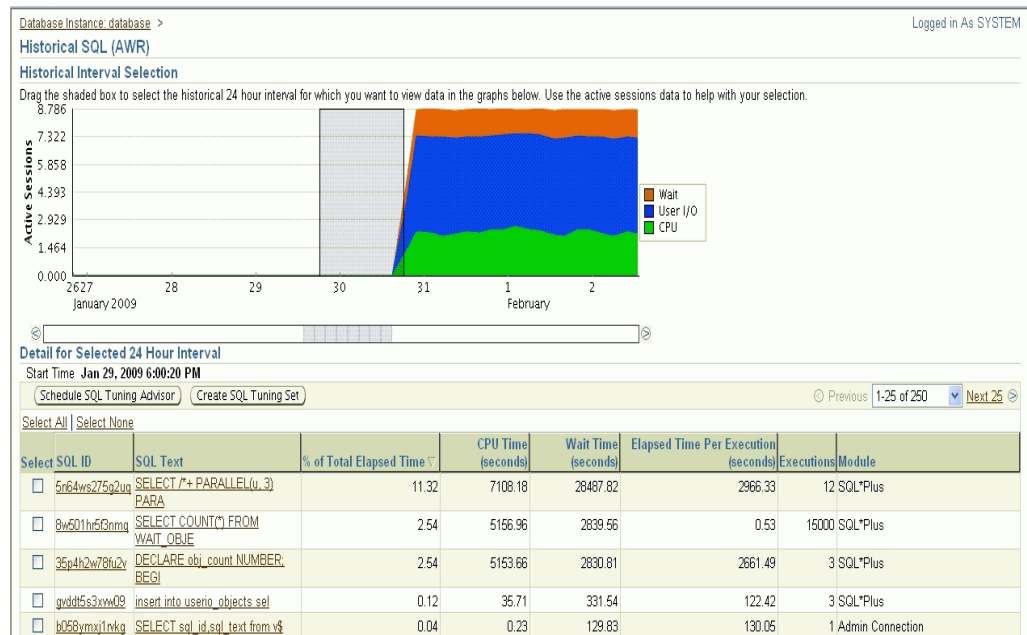 Database Instance: database >
Logged in As SYSTEM
Historical SQL (AWR)
Historical Interval Selection
Drag the shaded box to select the historical 24 hour interval for which you want to view data in the graphs below. Use the active sessions data to help with your selection.
Active Sessions
8.786
7.322
5.858
4.393
2.929
1.464
0.000
2627 28 29 30 31 1 2
January 2009 February
Wait
User I/O
CPU
Detail for Selected 24 Hour Interval
Start Time Jan 29, 2009 6:00:20 PM
Schedule SQL Tuning Advisor Create SQL Tuning Set Previous 1-25 of 250 Next 25
Select All | Select None
Select SQL ID SQL Text % of Total Elapsed Time CPU Time (seconds) Wait Time (seconds) Elapsed Time Per Execution (seconds) Executions Module
5n64ws275g2uq SELECT /*+ PARALLEL(u, 3) PARA 11.32 7108.18 28487.82 2966.33 12 SQL*Plus
8w501hr5f3nmq SELECT COUNT(*) FROM WAIT_OBJE 2.54 5156.96 2839.56 0.53 15000 SQL*Plus
35p4h2w78fu2v DECLARE obj_count NUMBER; BEGI 2.54 5153.66 2830.81 2661.49 3 SQL*Plus
gvddt5s3xvw09 insert into userio_objects sel 0.12 35.71 331.54 122.42 3 SQL*Plus
b058ymxj1rvkg SELECT sql_id,sql_text from v$ 0.04 0.23 129.83 130.05 1 Admin Connection